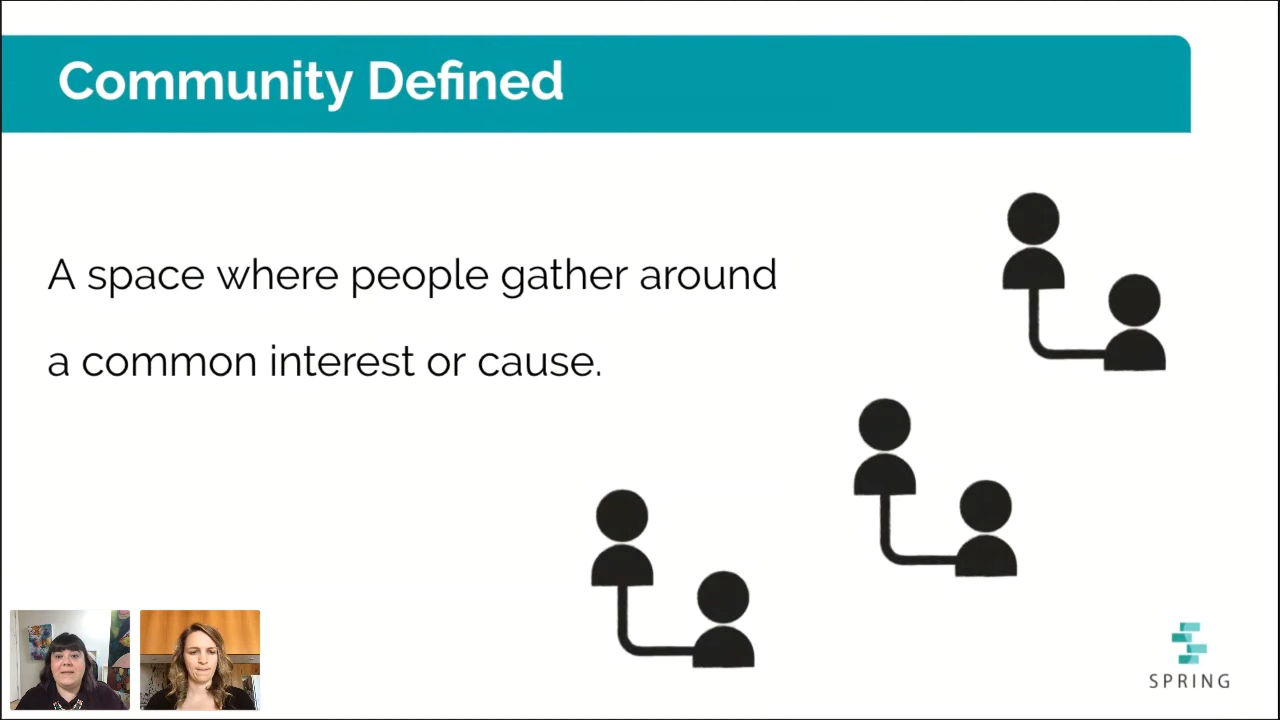 Community Defined
A space where people gather around
a common interest or cause.
SPRING